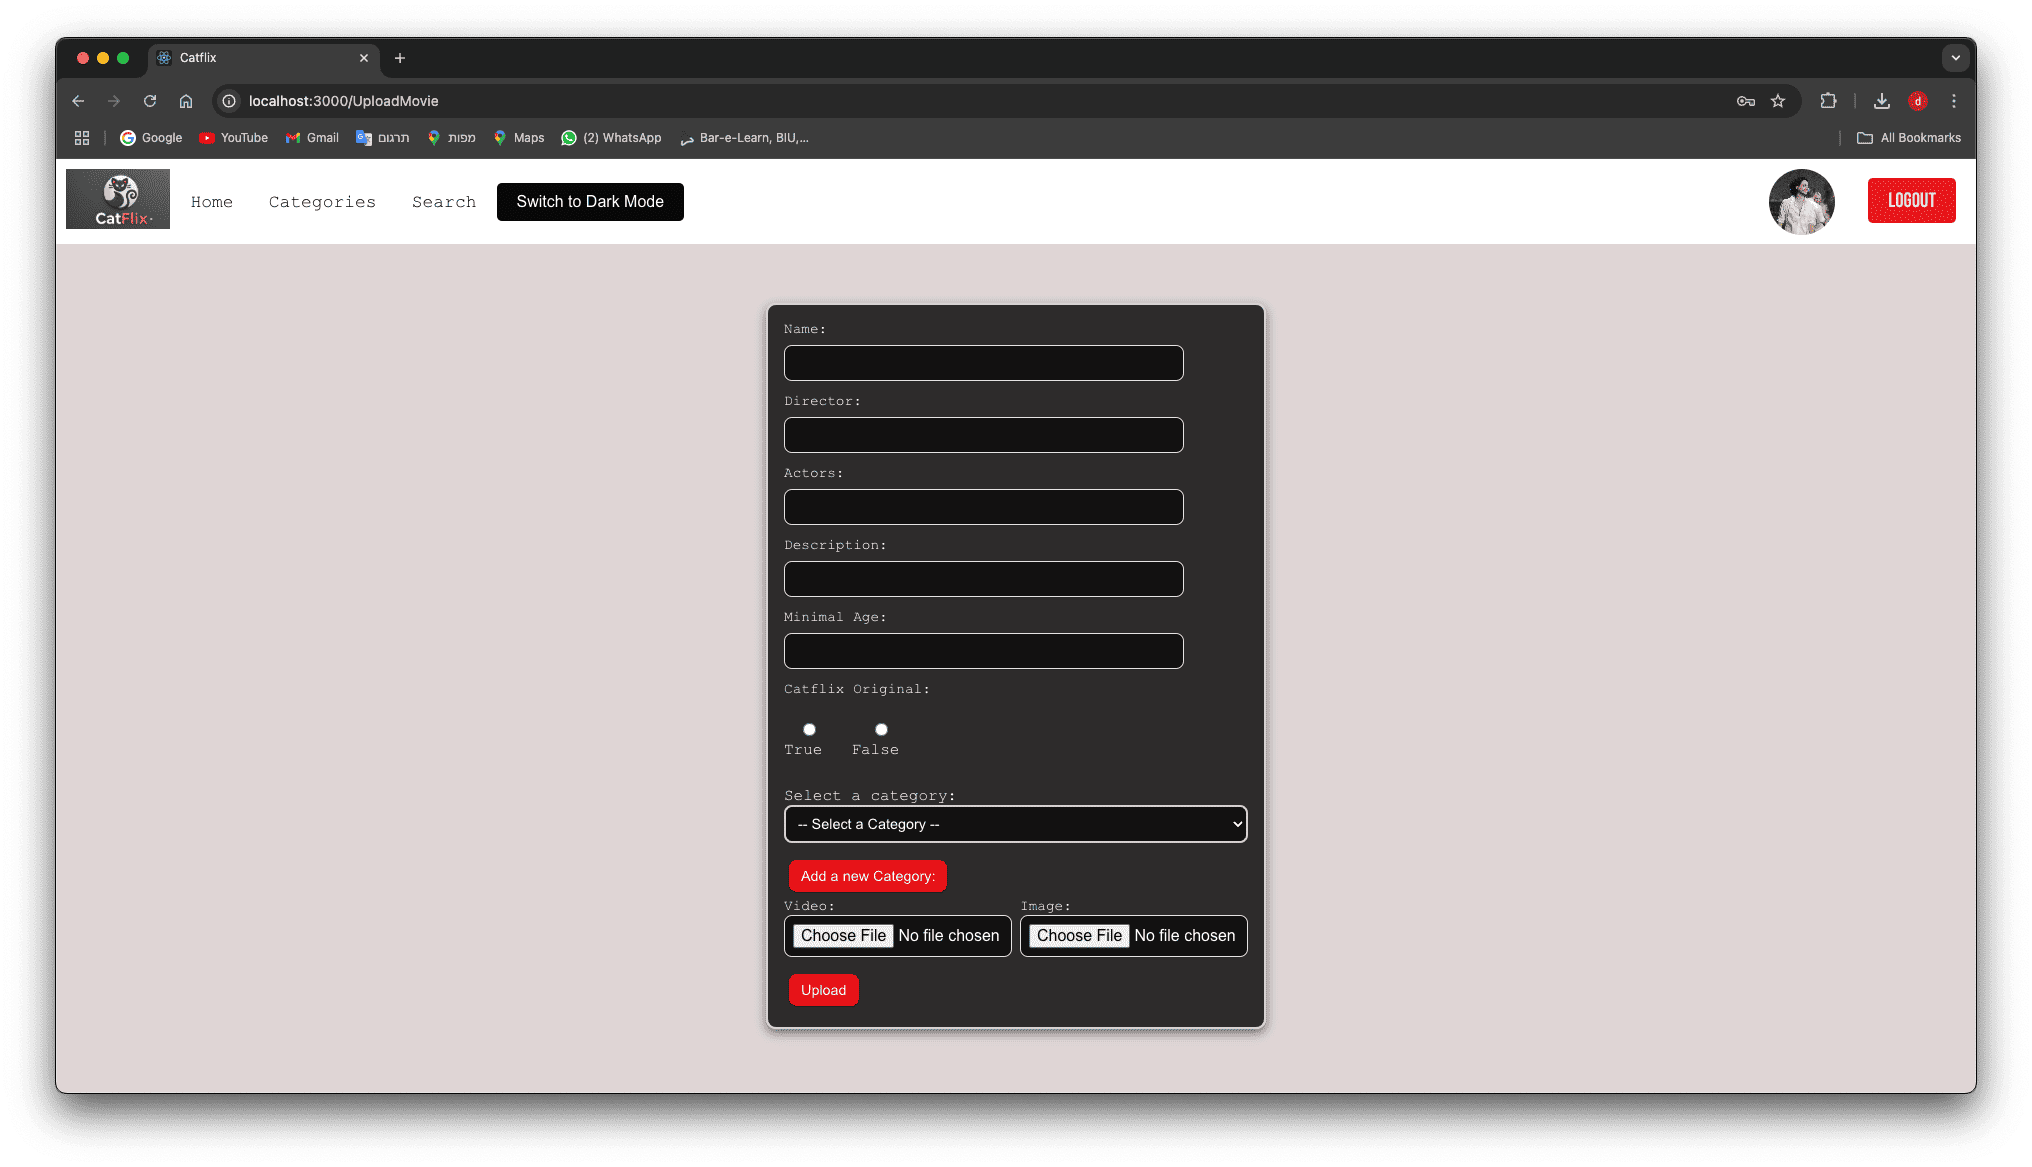 Catflix
localhost:3000/UploadMovie
Google YouTube Gmail תרגום מפות Maps (2) WhatsApp Bar-e-Learn, BIU,... All Bookmarks
CatFlix Home Categories Search Switch to Dark Mode LOGOUT
Name:
Director:
Actors:
Description:
Minimal Age:
Catflix Original:
True False
Select a category:
-- Select a Category --
Add a new Category:
Video: Image:
Choose File No file chosen Choose File No file chosen
Upload